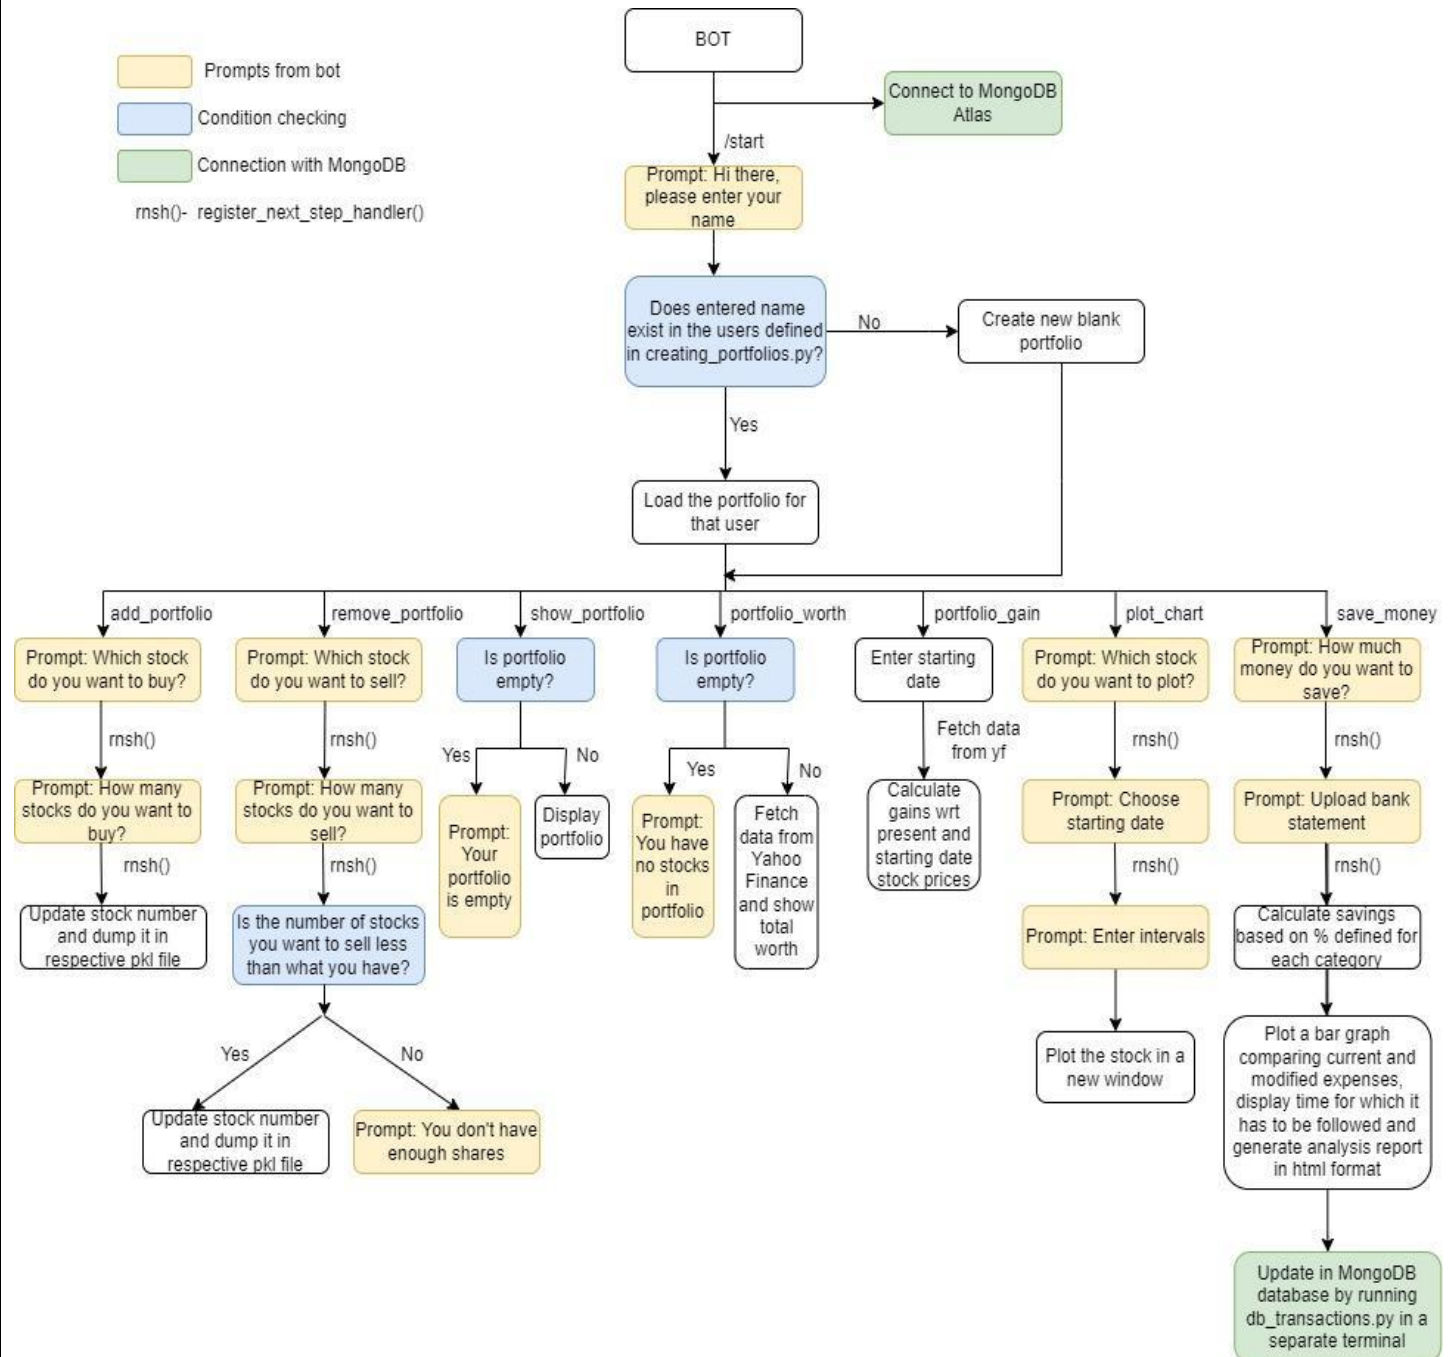 BOT
Prompts from bot
Condition checking
Connection with MongoDB
rnsh()- register_next_step_handler()
Connect to MongoDB
Atlas
/start
Prompt: Hi there,
please enter your
name
Does entered name
exist in the users defined
in creating_portfolios.py?
No
Create new blank
portfolio
Yes
Load the portfolio for
that user
add_portfolio
Prompt: Which stock
do you want to buy?
rnsh()
Prompt: How many
stocks do you want to
buy?
rnsh()
Update stock number
and dump it in
respective pkl file
remove_portfolio
Prompt: Which stock
do you want to sell?
rnsh()
Prompt: How many
stocks do you want to
sell?
rnsh()
Is the number of stocks
you want to sell less
than what you have?
Yes
No
Update stock number
and dump it in
respective pkl file
Prompt: You don't have
enough shares
show_portfolio
Is portfolio
empty?
Yes
No
Prompt:
Your
portfolio
is empty
Display
portfolio
portfolio_worth
Is portfolio
empty?
Yes
No
Prompt:
You have
no stocks
in
portfolio
Fetch
data from
Yahoo
Finance
and show
total
worth
portfolio_gain
Enter starting
date
Fetch data
from yf
Calculate
gains wrt
present and
starting date
stock prices
plot_chart
Prompt: Which stock
do you want to plot?
rnsh()
Prompt: Choose
starting date
rnsh()
Prompt: Enter intervals
Plot the stock in a
new window
save_money
Prompt: How much
money do you want to
save?
rnsh()
Prompt: Upload bank
statement
rnsh()
Calculate savings
based on % defined for
each category
Plot a bar graph
comparing current and
modified expenses,
display time for which it
has to be followed and
generate analysis report
in html format
Update in MongoDB
database by running
db_transactions.py in a
separate terminal